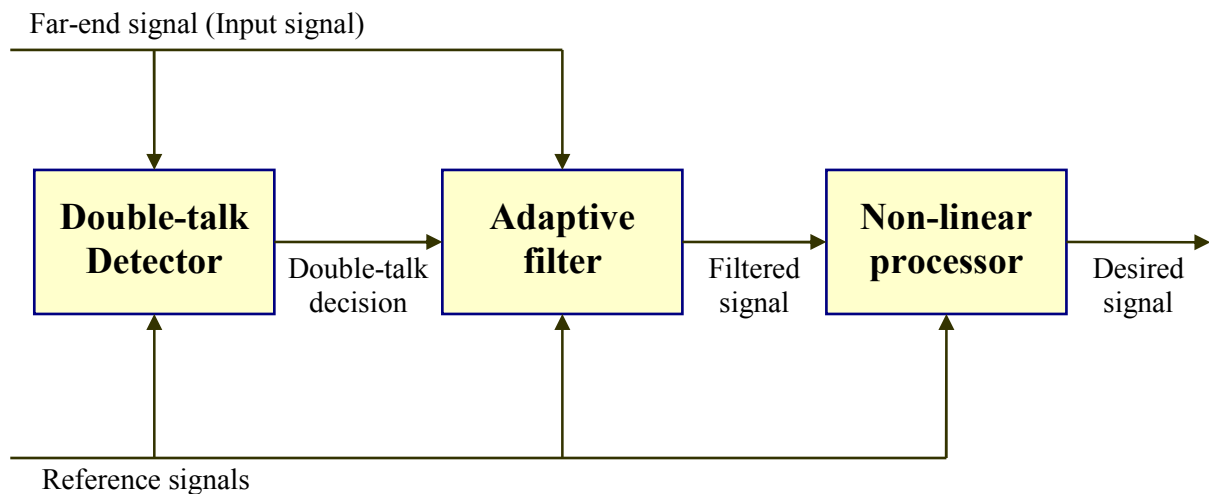 Far-end signal (Input signal)
Double-talk
Detector
Double-talk
decision
Adaptive
filter
Filtered
signal
Non-linear
processor
Desired
signal
Reference signals